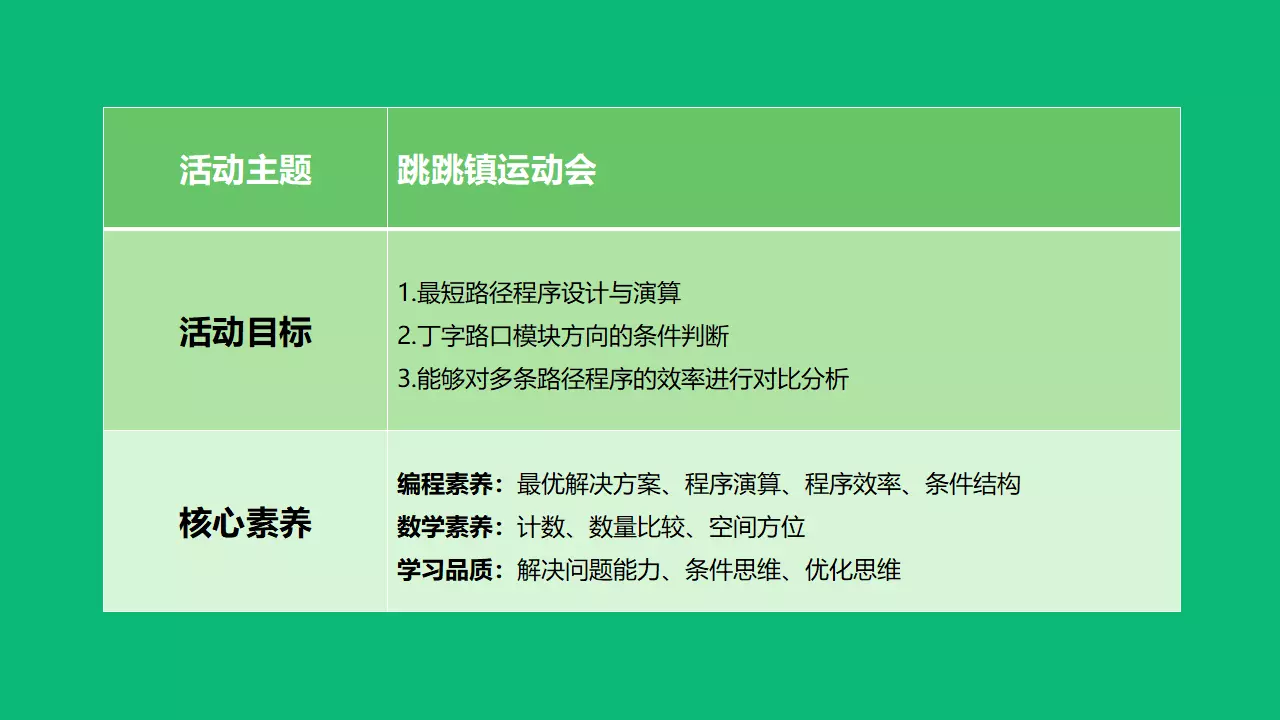 活动主题
跳跳镇运动会
活动目标
1.最短路径程序设计与演算
2.丁字路口模块方向的条件判断
3.能够对多条路径程序的效率进行对比分析
核心素养
编程素养：最优解决方案、程序演算、程序效率、条件结构
数学素养：计数、数量比较、空间方位
学习品质：解决问题能力、条件思维、优化思维